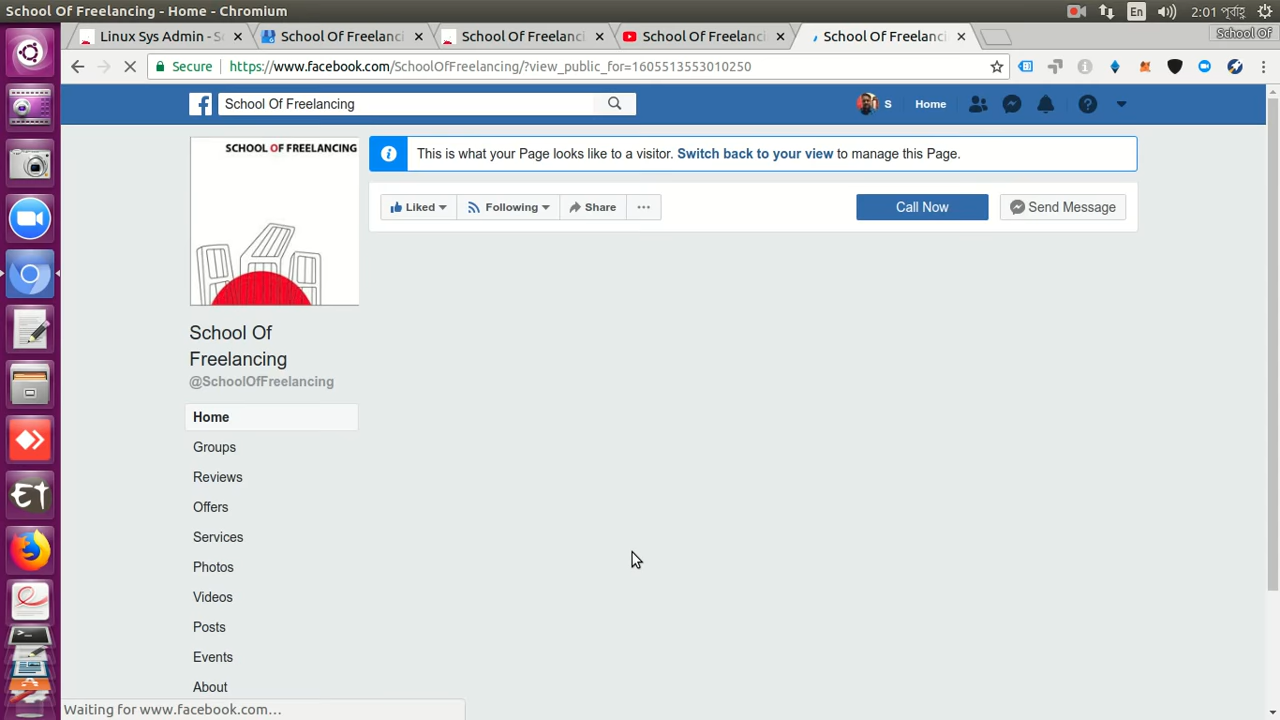 School Of Freelancing - Home - Chromium
En
2:01 পূর্বাহ্ণ
Linux Sys Admin - S
School Of Freelanci
School Of Freelanci
School Of Freelanci
School Of Freelanci
School Of
Secure
https://www.facebook.com/SchoolOfFreelancing/?view_public_for=1605513553010250
School Of Freelancing
S
Home
SCHOOL OF FREELANCING
This is what your Page looks like to a visitor. Switch back to your view to manage this Page.
Liked
Following
Share
Call Now
Send Message
School Of
Freelancing
@SchoolOfFreelancing
Home
Groups
Reviews
Offers
Services
Photos
Videos
Posts
Events
About
ET
Waiting for www.facebook.com…